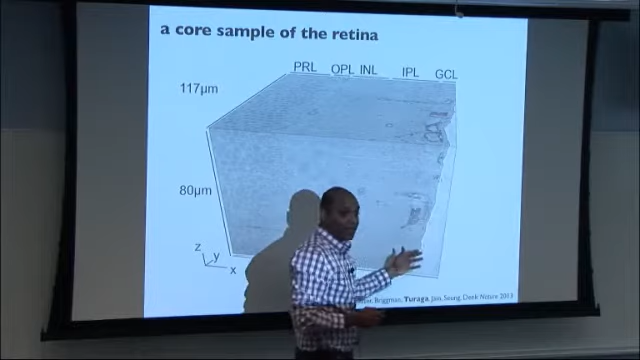 a core sample of the retina
PRL OPL INL IPL GCL
117µm
80µm
z
y
x
Briggman, Turaga, Jain, Seung, Denk Nature 2013